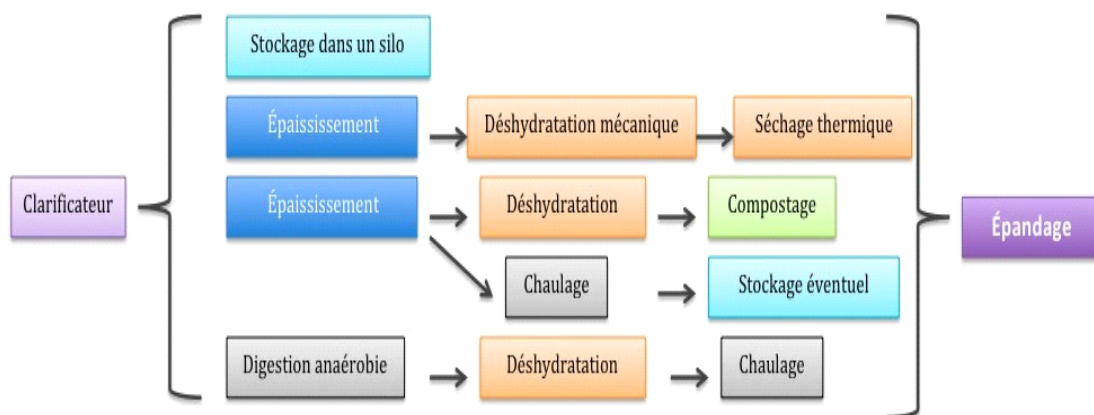 Stockage dans un silo
Épaississement
Déshydratation mécanique
Séchage thermique
Clarificateur
Épaississement
Déshydratation
Compostage
Épandage
Chaulage
Stockage éventuel
Digestion anaérobie
Déshydratation
Chaulage